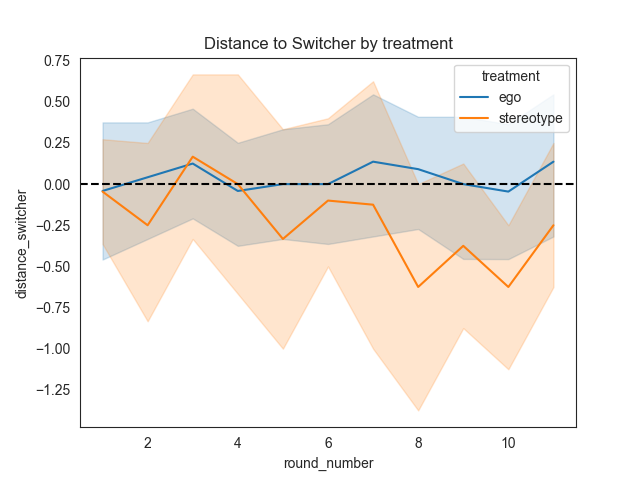 Distance to Switcher by treatment
treatment
ego
stereotype
distance_switcher
0.75
0.50
0.25
0.00
−0.25
−0.50
−0.75
−1.00
−1.25
2 4 6 8 10
round_number